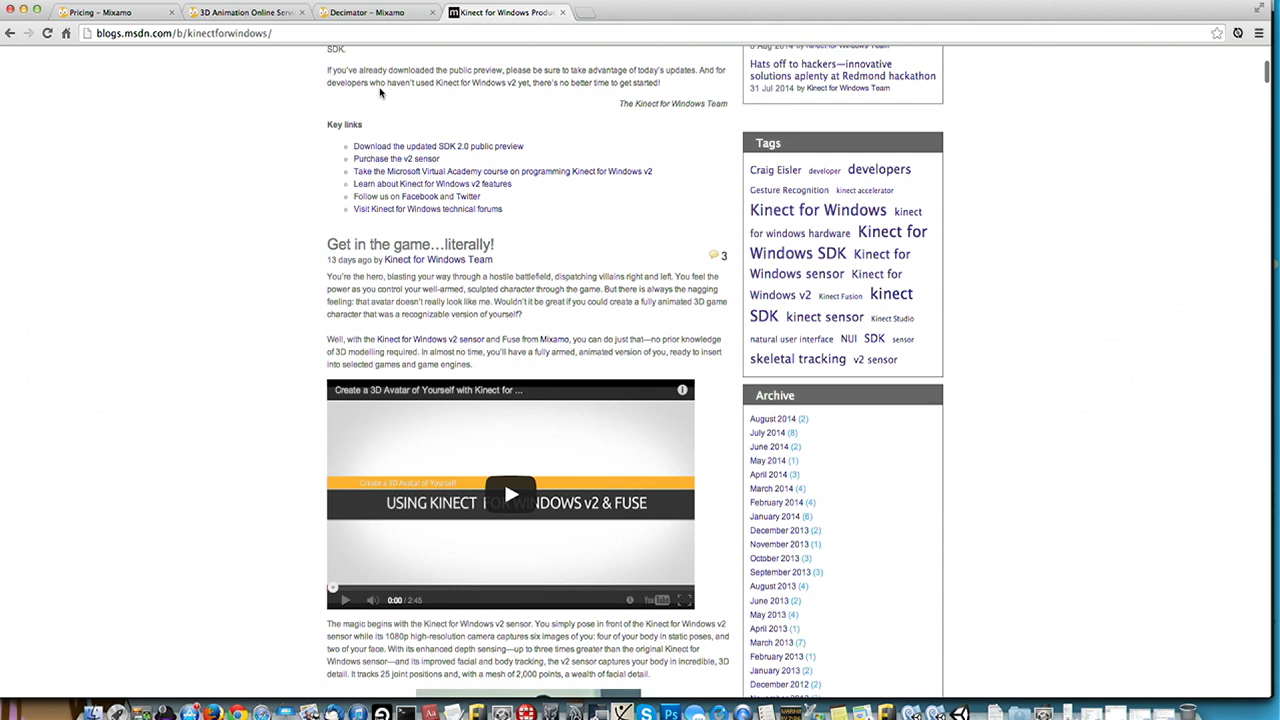 Pricing – Mixamo
3D Animation Online Servi
Decimator – Mixamo
Kinect for Windows Produ
blogs.msdn.com/b/kinectforwindows/
SDK.
If you've already downloaded the public preview, please be sure to take advantage of today's updates. And for
developers who haven't used Kinect for Windows v2 yet, there's no better time to get started!
The Kinect for Windows Team
Key links
Download the updated SDK 2.0 public preview
Purchase the v2 sensor
Take the Microsoft Virtual Academy course on programming Kinect for Windows v2
Learn about Kinect for Windows v2 features
Follow us on Facebook and Twitter
Visit Kinect for Windows technical forums
Get in the game…literally!
13 days ago by Kinect for Windows Team
3
You're the hero, blasting your way through a hostile battlefield, dispatching villains right and left. You feel the
power as you control your well-armed, sculpted character through the game. But there is always the nagging
feeling: that avatar doesn't really look like me. Wouldn't it be great if you could create a fully animated 3D game
character that was a recognizable version of yourself?
Well, with the Kinect for Windows v2 sensor and Fuse from Mixamo, you can do just that—no prior knowledge
of 3D modelling required. In almost no time, you'll have a fully armed, animated version of you, ready to insert
into selected games and game engines.
Create a 3D Avatar of Yourself with Kinect for ...
Create a 3D Avatar of Yourself
USING KINECT FOR WINDOWS v2 & FUSE
0:00 / 2:45
YouTube
The magic begins with the Kinect for Windows v2 sensor. You simply pose in front of the Kinect for Windows v2
sensor while its 1080p high-resolution camera captures six images of you: four of your body in static poses, and
two of your face. With its enhanced depth sensing—up to three times greater than the original Kinect for
Windows sensor—and its improved facial and body tracking, the v2 sensor captures your body in incredible, 3D
detail. It tracks 25 joint positions and, with a mesh of 2,000 points, a wealth of facial detail.
8 Aug 2014 by Kinect for Windows Team
Hats off to hackers—innovative
solutions aplenty at Redmond hackathon
31 Jul 2014 by Kinect for Windows Team
Tags
Craig Eisler developer developers
Gesture Recognition kinect accelerator
Kinect for Windows kinect
for windows hardware Kinect for
Windows SDK Kinect for
Windows sensor Kinect for
Windows v2 Kinect Fusion kinect
SDK kinect sensor Kinect Studio
natural user interface NUI SDK sensor
skeletal tracking v2 sensor
Archive
August 2014 (2)
July 2014 (8)
June 2014 (2)
May 2014 (1)
April 2014 (3)
March 2014 (4)
February 2014 (4)
January 2014 (6)
December 2013 (2)
November 2013 (1)
October 2013 (3)
September 2013 (3)
August 2013 (4)
June 2013 (2)
May 2013 (4)
April 2013 (1)
March 2013 (7)
February 2013 (1)
January 2013 (2)
December 2012 (2)